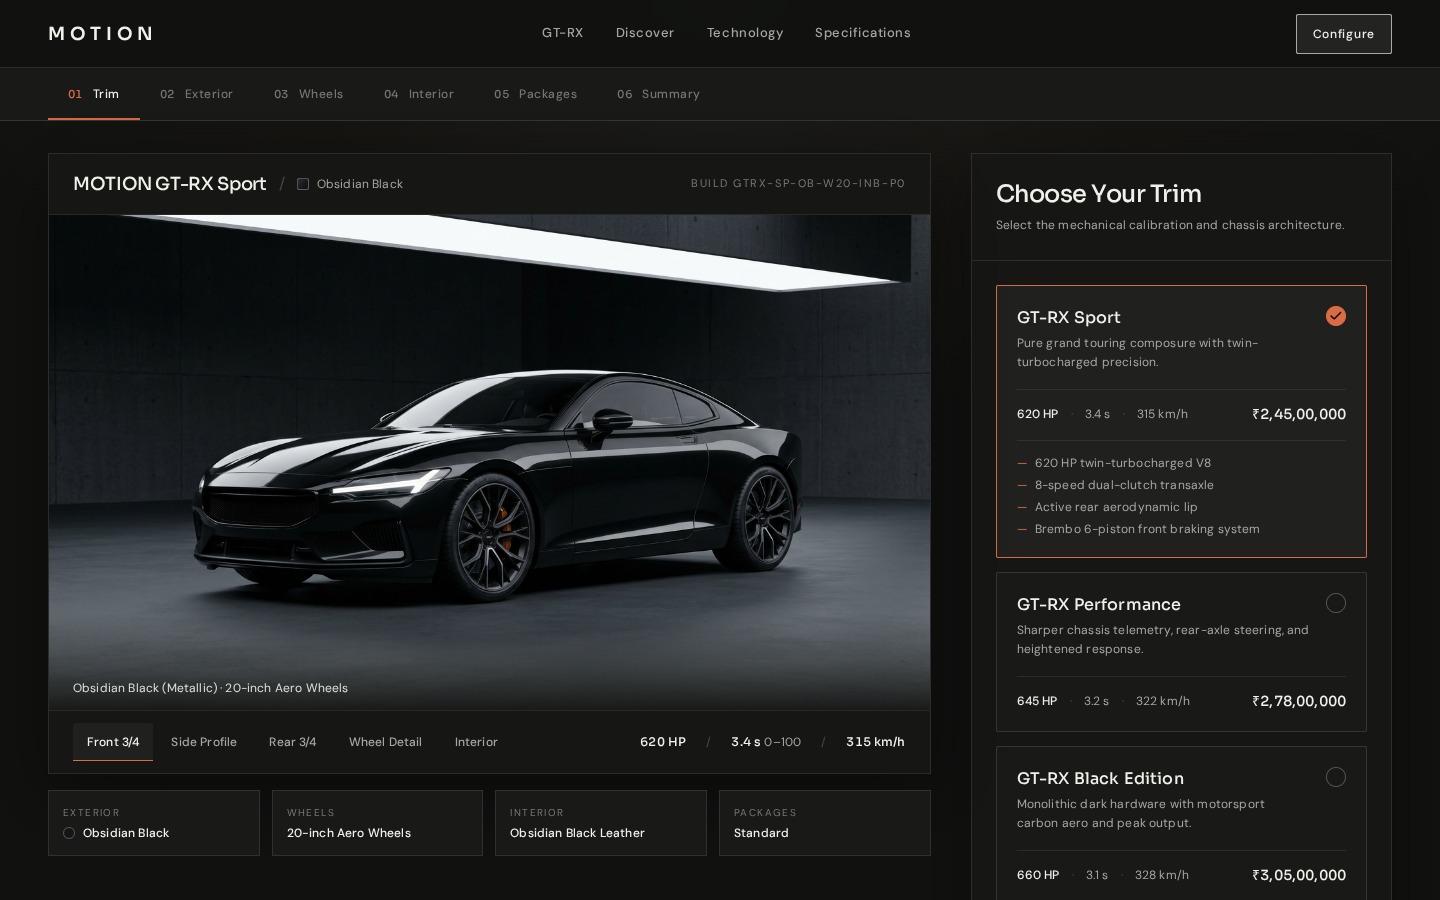 MOTION
GT-RX Discover Technology Specifications
Configure
01 Trim
02 Exterior
03 Wheels
04 Interior
05 Packages
06 Summary
MOTION GT-RX Sport / Obsidian Black
BUILD GTRX-SP-OB-W20-INB-P0
Obsidian Black (Metallic) · 20-inch Aero Wheels
Front 3/4 Side Profile Rear 3/4 Wheel Detail Interior
620 HP / 3.4 s 0–100 / 315 km/h
EXTERIOR
Obsidian Black
WHEELS
20-inch Aero Wheels
INTERIOR
Obsidian Black Leather
PACKAGES
Standard
Choose Your Trim
Select the mechanical calibration and chassis architecture.
GT-RX Sport
Pure grand touring composure with twin-
turbocharged precision.
620 HP · 3.4 s · 315 km/h ₹2,45,00,000
— 620 HP twin-turbocharged V8
— 8-speed dual-clutch transaxle
— Active rear aerodynamic lip
— Brembo 6-piston front braking system
GT-RX Performance
Sharper chassis telemetry, rear-axle steering, and
heightened response.
645 HP · 3.2 s · 322 km/h ₹2,78,00,000
GT-RX Black Edition
Monolithic dark hardware with motorsport
carbon aero and peak output.
660 HP · 3.1 s · 328 km/h ₹3,05,00,000